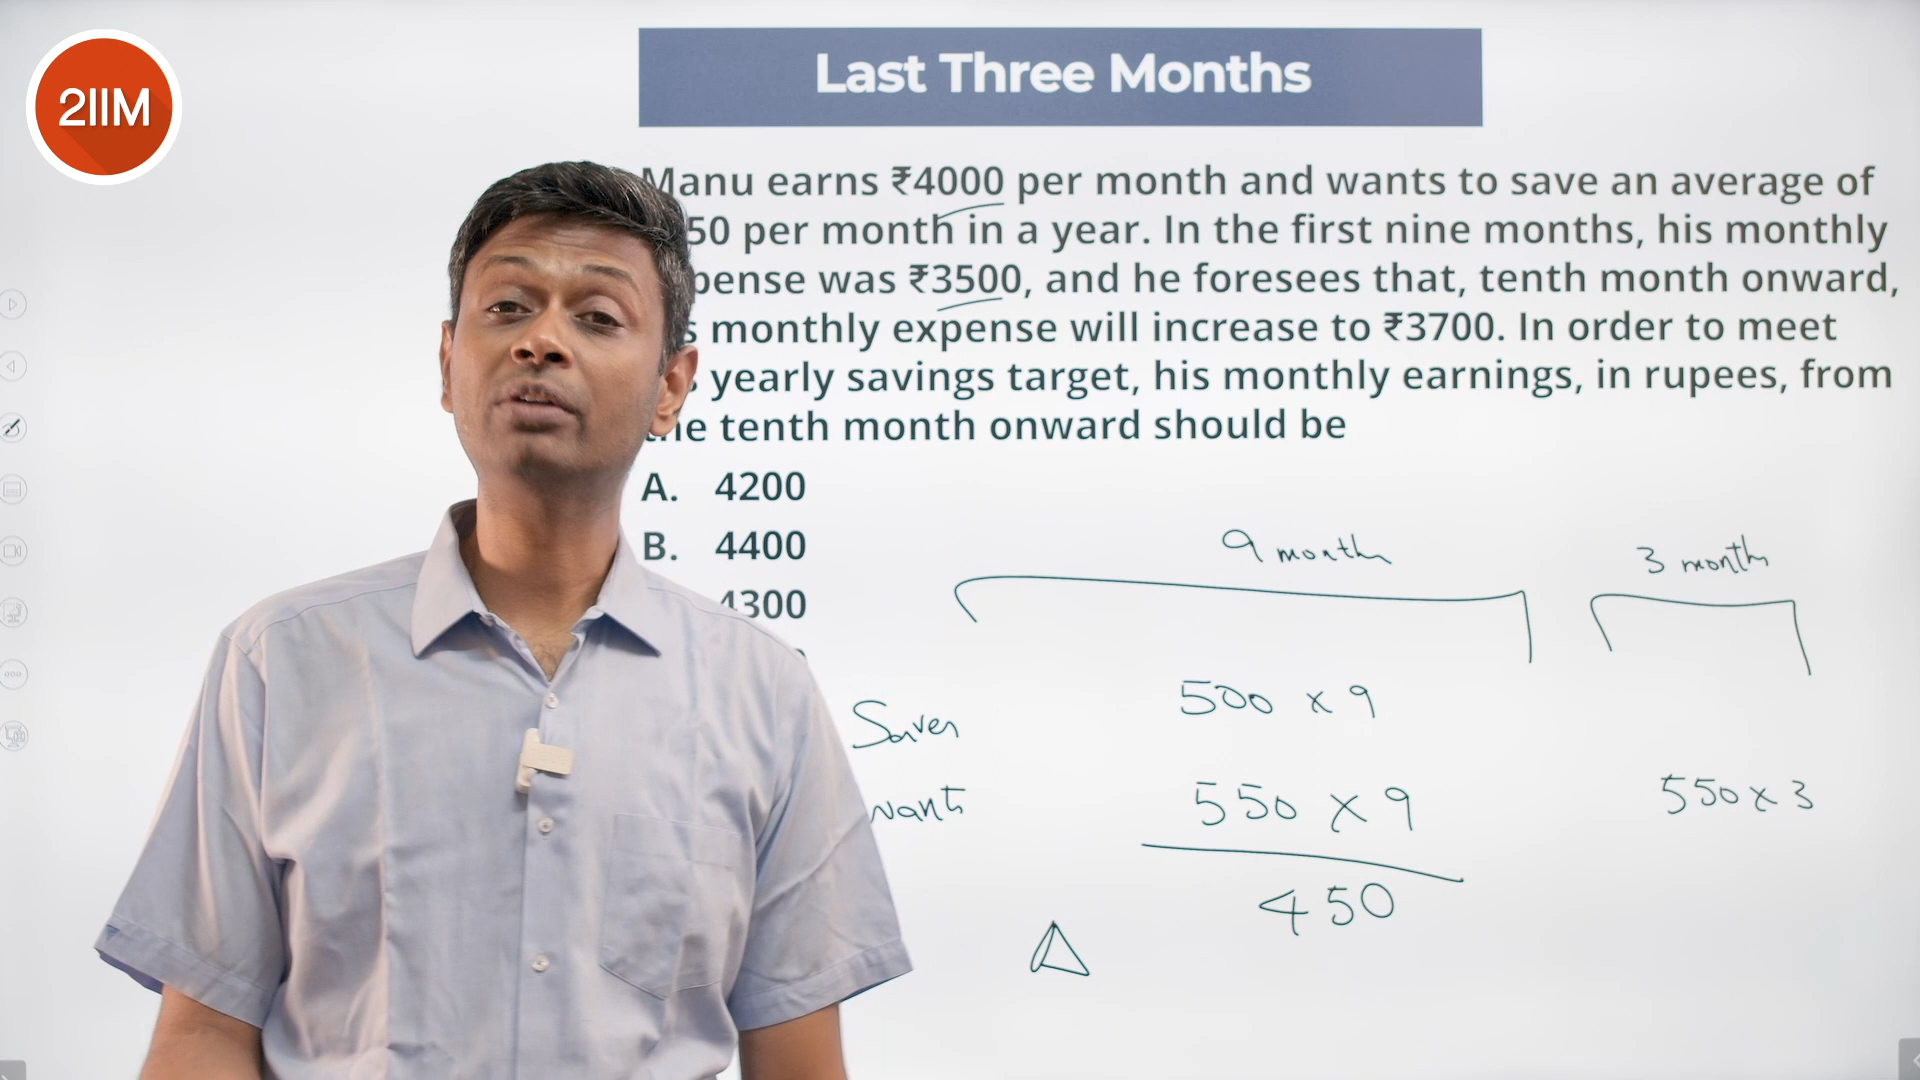 2IIM
Last Three Months
Manu earns ₹4000 per month and wants to save an average of
50 per month in a year. In the first nine months, his monthly
pense was ₹3500, and he foresees that, tenth month onward,
s monthly expense will increase to ₹3700. In order to meet
yearly savings target, his monthly earnings, in rupees, from
the tenth month onward should be
A. 4200
B. 4400
4300
9 month
3 month
Saves
500 x 9
wants
550 x 9
550 x 3
450